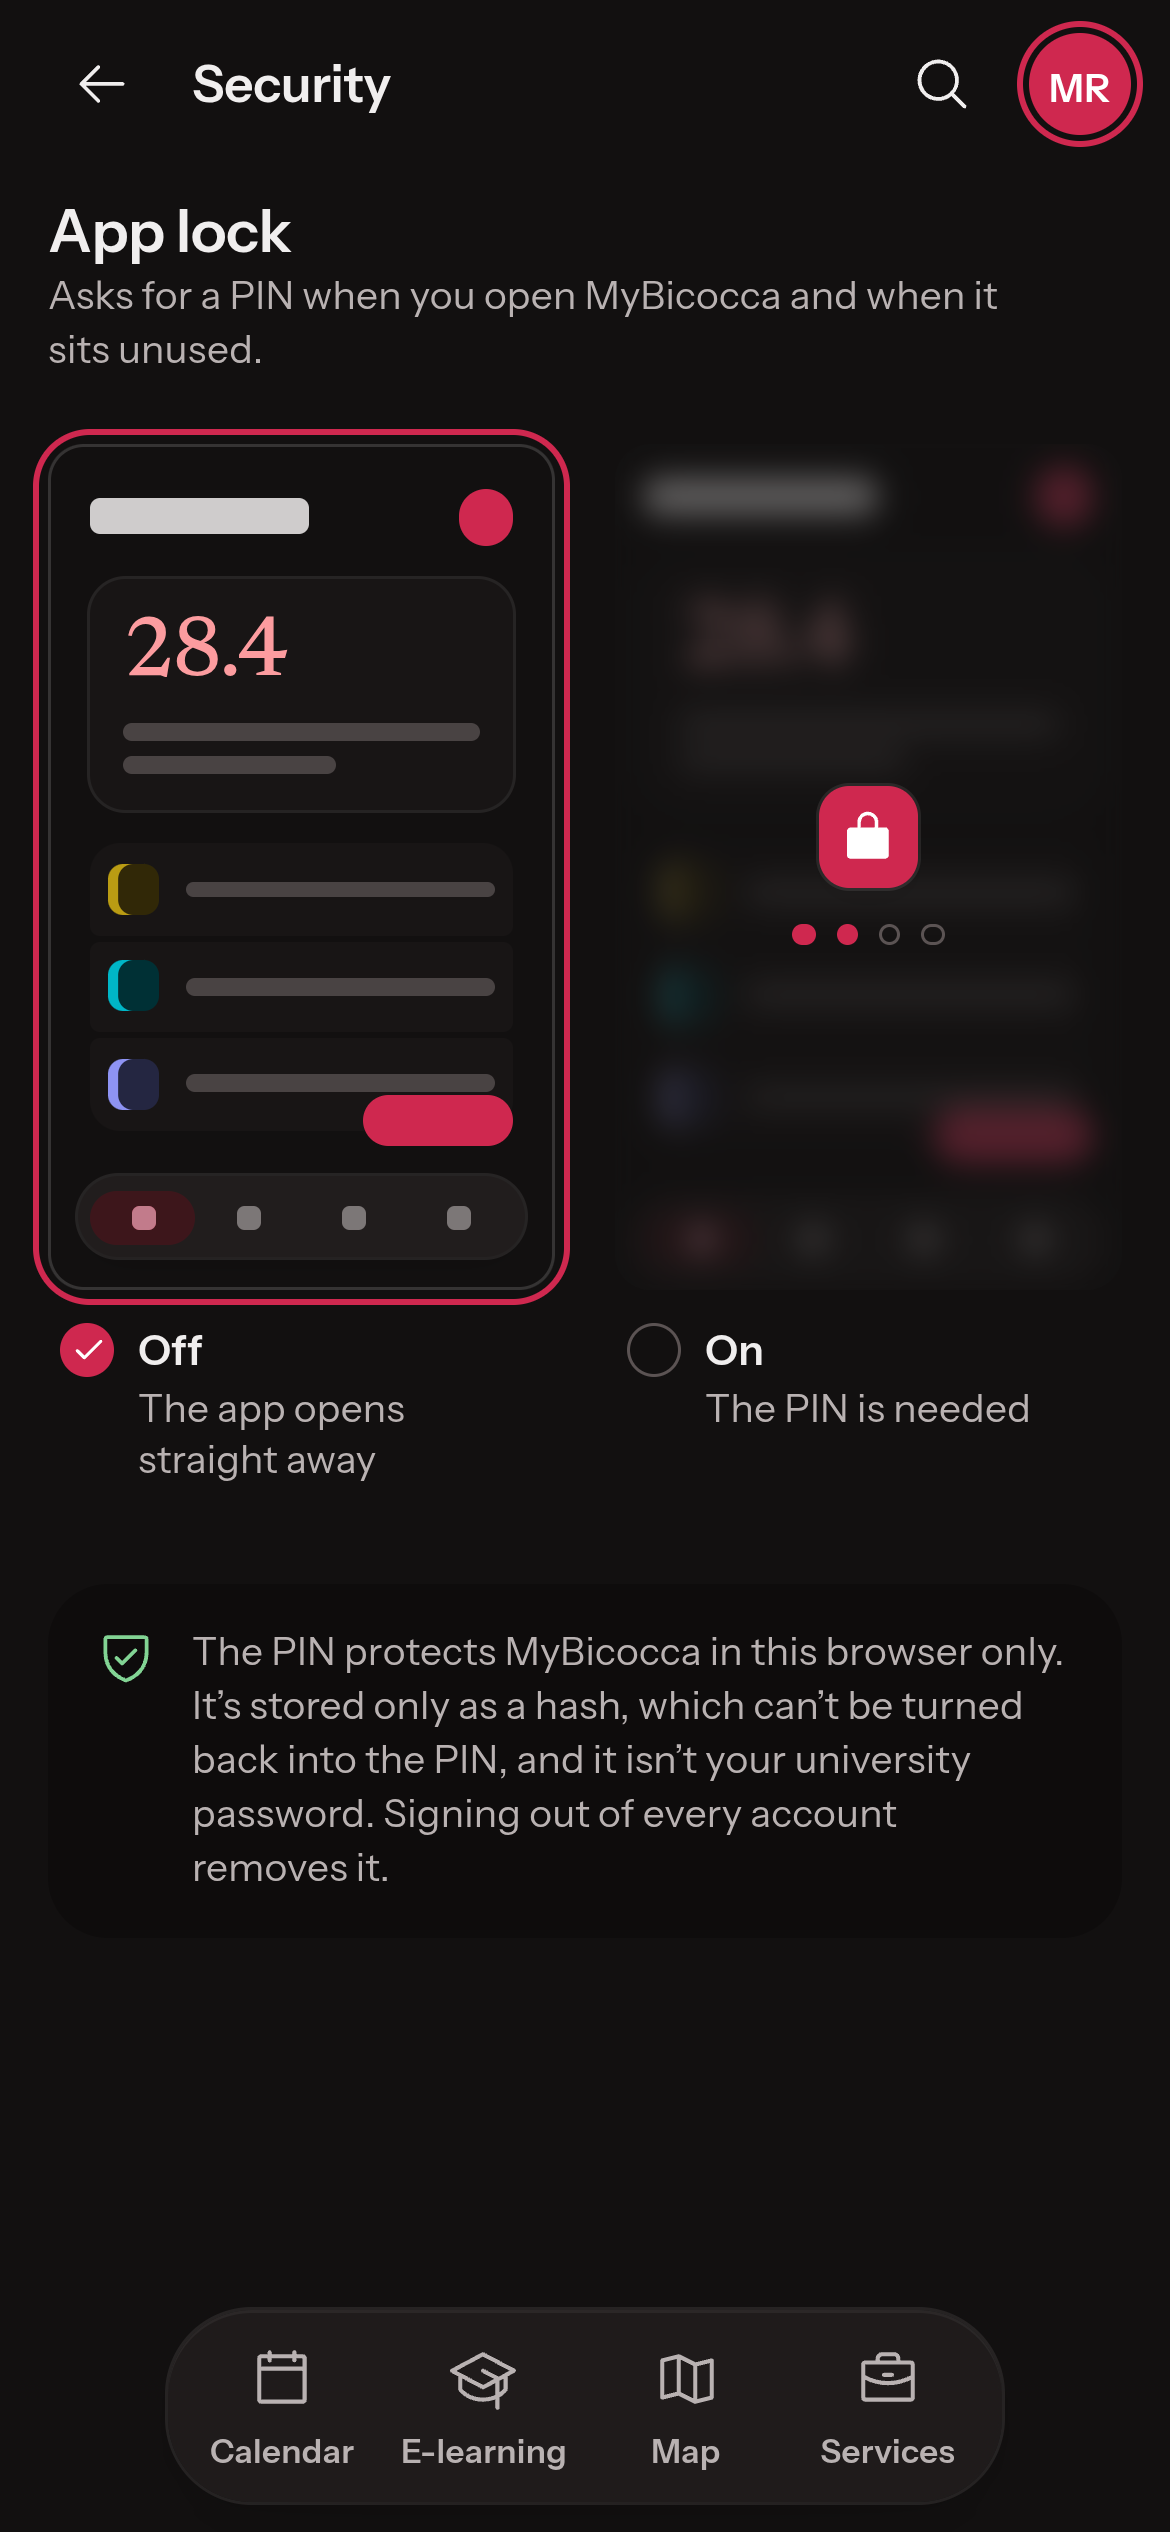 Security
MR
App lock
Asks for a PIN when you open MyBicocca and when it
sits unused.
28.4
28.4
Off
The app opens
straight away
On
The PIN is needed
The PIN protects MyBicocca in this browser only.
It’s stored only as a hash, which can’t be turned
back into the PIN, and it isn’t your university
password. Signing out of every account
removes it.
Calendar
E-learning
Map
Services